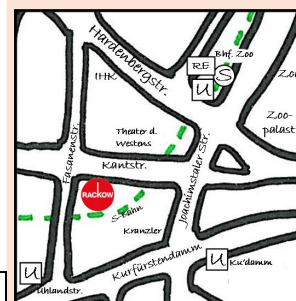 Hardenbergstr.
Bhf. Zoo
RE
S
U
IHK
Zoo-
palast
Theater d.
Westens
Fasanenstr.
Kantstr.
Joachimstaler Str.
RACKOW
S-Bahn
Kranzler
Kurfürstendamm
U
Ku'damm
U
Uhlandstr.